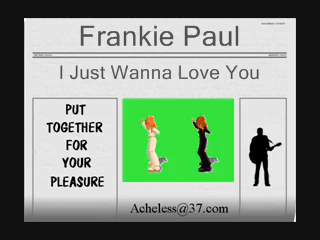 Frankie Paul
I Just Wanna Love You
PUT
TOGETHER
FOR
YOUR
PLEASURE
Acheless@37.com